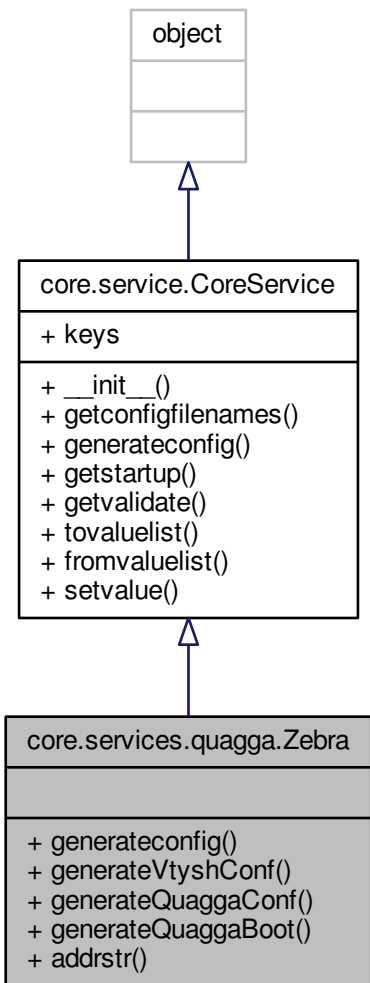 object
core.service.CoreService
+ keys
+ __init__()
+ getconfigfilenames()
+ generateconfig()
+ getstartup()
+ getvalidate()
+ tovaluelist()
+ fromvaluelist()
+ setvalue()
core.services.quagga.Zebra
+ generateconfig()
+ generateVtyshConf()
+ generateQuaggaConf()
+ generateQuaggaBoot()
+ addrstr()